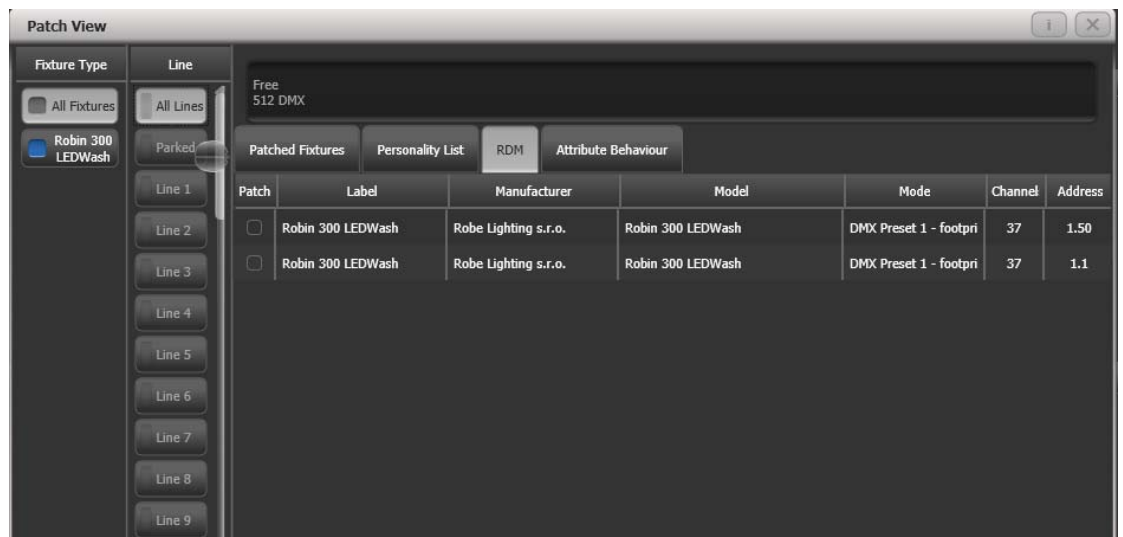 Patch View
i X
Fixture Type
Line
All Fixtures
Robin 300
LEDWash
All Lines
Parked
Line 1
Line 2
Line 3
Line 4
Line 5
Line 6
Line 7
Line 8
Line 9
Free
512 DMX
Patched Fixtures Personality List RDM Attribute Behaviour
Patch Label Manufacturer Model Mode Channel Address
Robin 300 LEDWash Robe Lighting s.r.o. Robin 300 LEDWash DMX Preset 1 - footpri 37 1.50
Robin 300 LEDWash Robe Lighting s.r.o. Robin 300 LEDWash DMX Preset 1 - footpri 37 1.1